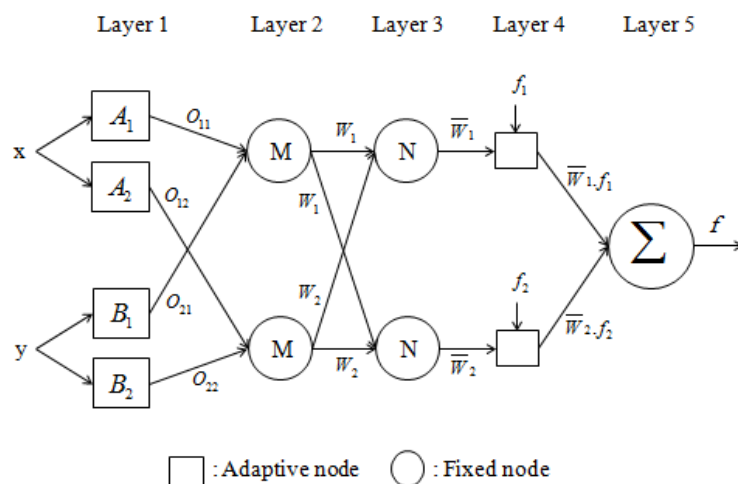 Layer 1 Layer 2 Layer 3 Layer 4 Layer 5
f₁
A₁ O₁₁ W₁ W̅₁
x M N W̅₁.f₁
A₂ O₁₂ W₁
Σ f
B₁ O₂₁ W₂ f₂
y M N W̅₂.f₂
B₂ O₂₂ W₂ W̅₂
: Adaptive node : Fixed node